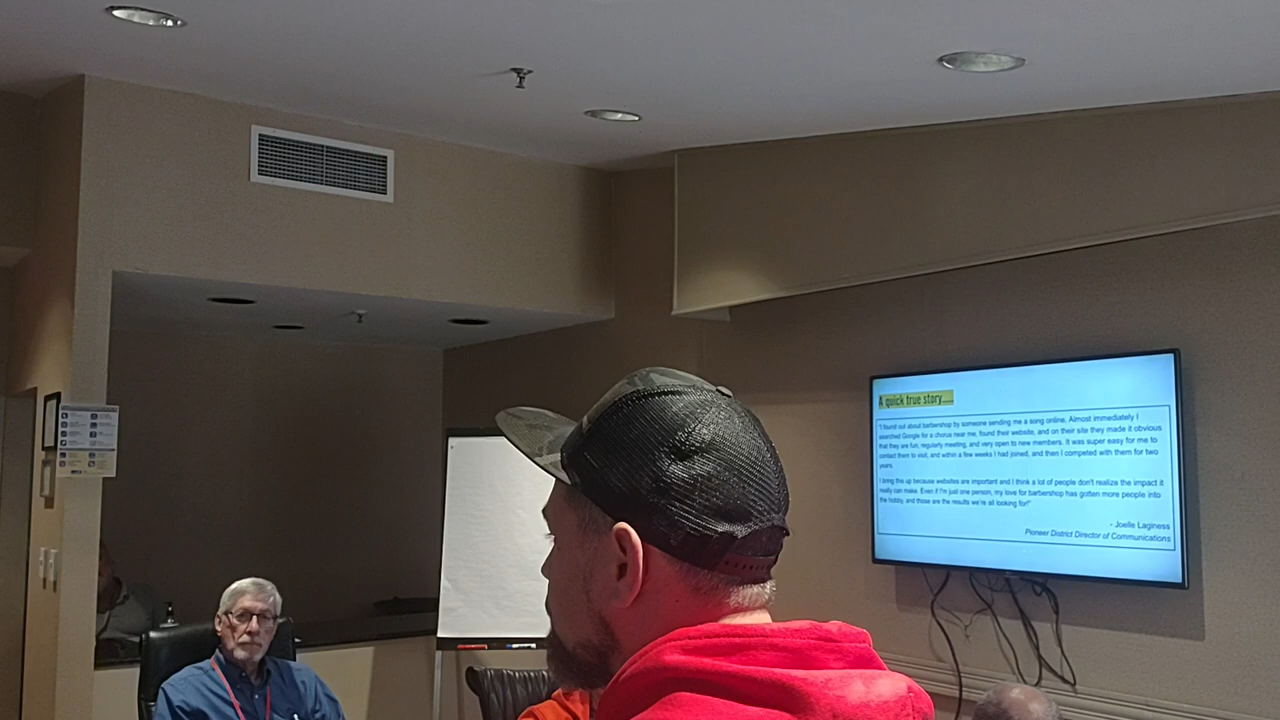 A quick true story.....
"I found out about barbershop by someone sending me a song online, Almost immediately I
searched Google for a chorus near me, found their website, and on their site they made it obvious
that they are fun, regularly meeting, and very open to new members. It was super easy for me to
contact them to visit, and within a few weeks I had joined, and then I competed with them for two
years.
I bring this up because websites are important and I think a lot of people don't realize the impact it
really can make. Even if I'm just one person, my love for barbershop has gotten more people into
the hobby, and those are the results we're all looking for!"
- Joelle Laginess
Pioneer District Director of Communications